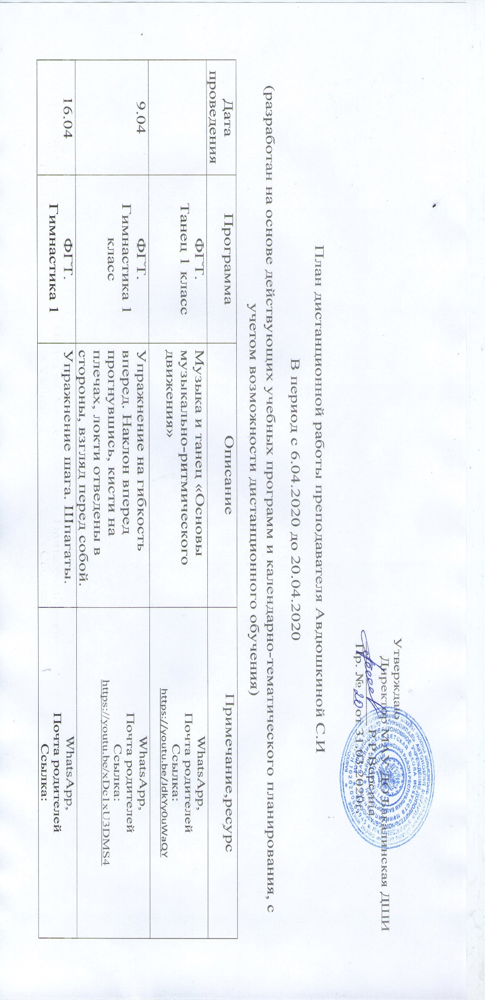 Утверждаю
Директор МАУ ДО Бакалинская ДШИ
Р.Р Ворсина
Пр. № 20 от 31.03.2020г.
План дистанционной работы преподавателя Авдюшкиной С.И
В период с 6.04.2020 до 20.04.2020
(разработан на основе действующих учебных программ и календарно-тематического планирования, с
учетом возможности дистанционного обучения)
Дата
проведения
Программа
Описание
Примечание,ресурс
ФГТ.
Танец 1 класс
Музыка и танец «Основы
музыкально-ритмического
движения»
WhatsApp,
Почта родителей
Ссылка:
https://youtu.be/JdkYy0uWaQY
9.04
ФГТ.
Гимнастика 1
класс
Упражнение на гибкость
вперед. Наклон вперед
прогнувшись, кисти на
плечах, локти отведены в
стороны, взгляд перед собой.
WhatsApp,
Почта родителей
Ссылка:
https://youtu.be/xDc1xU3DMS4
16.04
ФГТ.
Гимнастика 1
Упражнение шага. Шпагаты.
WhatsApp,
Почта родителей
Ссылка: